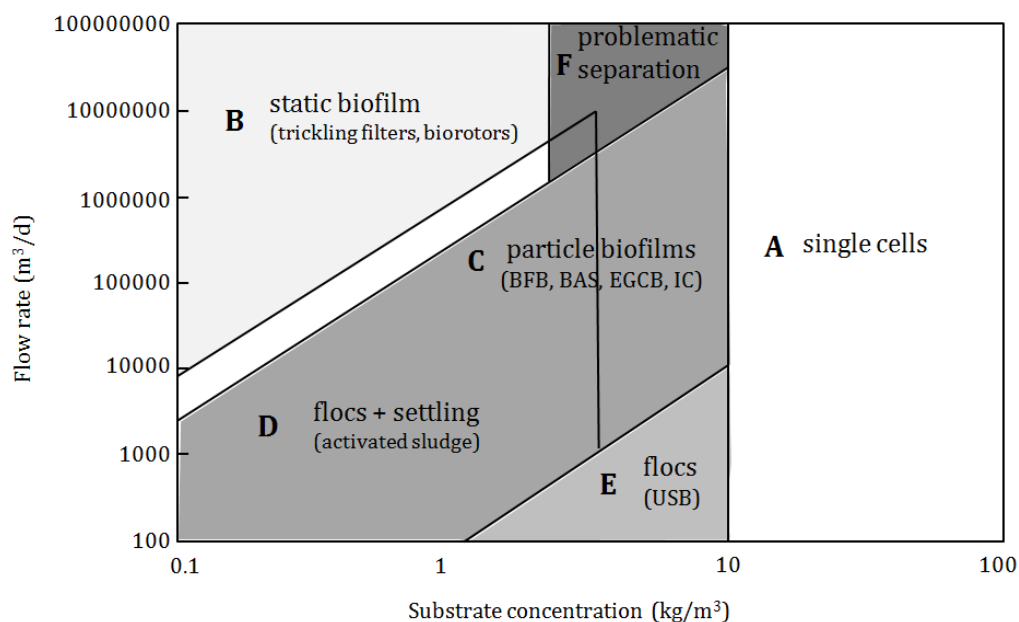 100000000
10000000
1000000
100000
10000
1000
100
Flow rate (m³/d)
B static biofilm
(trickling filters, biorotors)
F problematic
separation
C particle biofilms
(BFB, BAS, EGCB, IC)
A single cells
D flocs + settling
(activated sludge)
E flocs
(USB)
0.1 1 10 100
Substrate concentration (kg/m³)